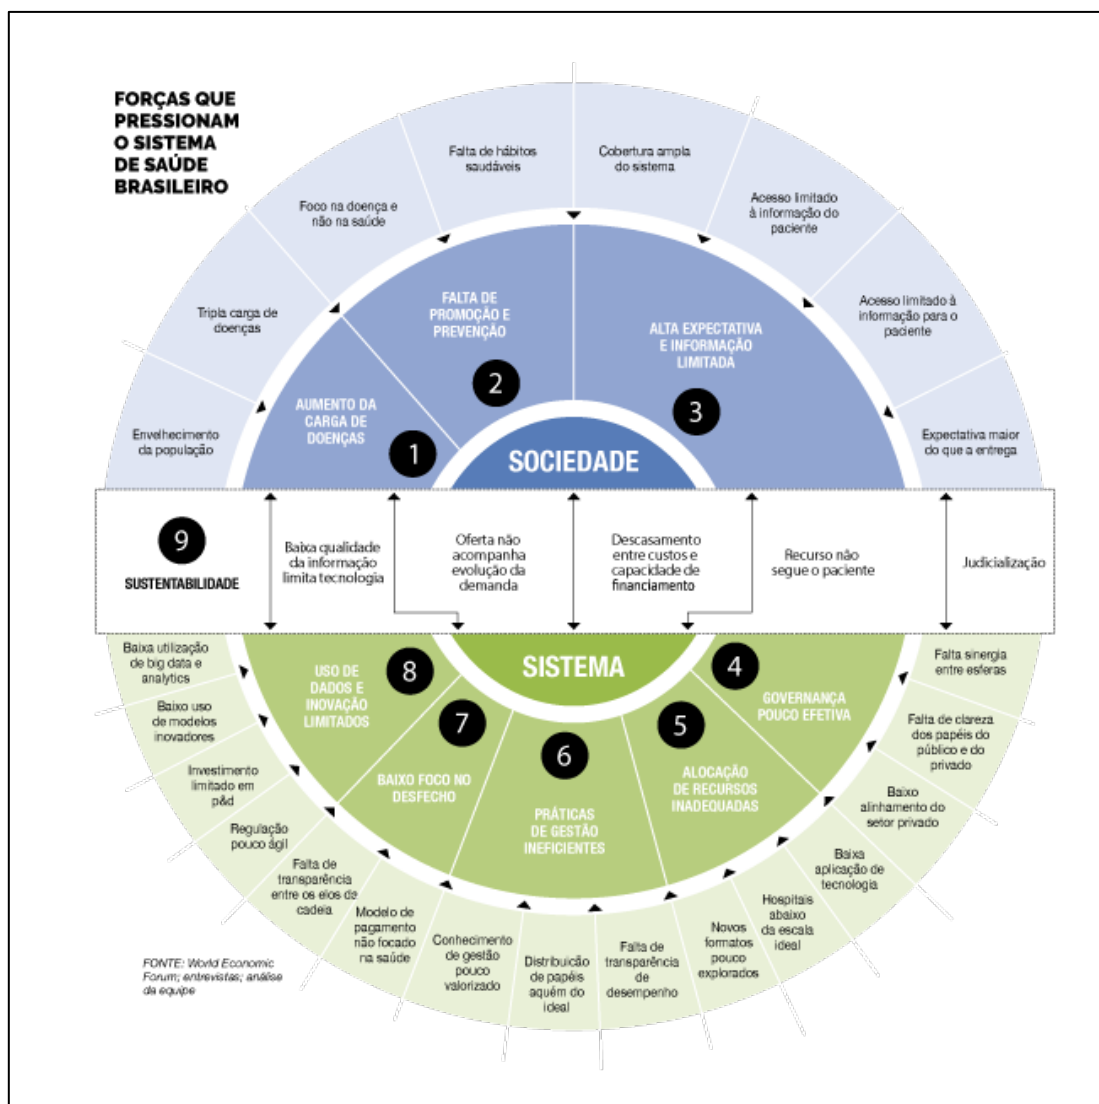 FORÇAS QUE
PRESSIONAM
O SISTEMA
DE SAÚDE
BRASILEIRO
Envelhecimento
da população
Tripla carga de
doenças
Foco na doença e
não na saúde
Falta de hábitos
saudáveis
Cobertura ampla
do sistema
Acesso limitado
à informação do
paciente
Acesso limitado à
informação para o
paciente
Expectativa maior
do que a entrega
AUMENTO DA
CARGA DE
DOENÇAS
1
FALTA DE
PROMOÇÃO E
PREVENÇÃO
2
ALTA EXPECTATIVA
E INFORMAÇÃO
LIMITADA
3
SOCIEDADE
9
SUSTENTABILIDADE
Baixa qualidade
da informação
limita tecnologia
Oferta não
acompanha
evolução da
demanda
Descasamento
entre custos e
capacidade de
financiamento
Recurso não
segue o paciente
Judicialização
SISTEMA
4
GOVERNANÇA
POUCO EFETIVA
5
ALOCAÇÃO
DE RECURSOS
INADEQUADAS
6
PRÁTICAS
DE GESTÃO
INEFICIENTES
7
BAIXO FOCO NO
DESFECHO
8
USO DE
DADOS E
INOVAÇÃO
LIMITADOS
Falta sinergia
entre esferas
Falta de clareza
dos papéis do
público e do
privado
Baixo
alinhamento do
setor privado
Baixa
aplicação de
tecnologia
Hospitais
abaixo
da escala
ideal
Novos
formatos
pouco
explorados
Falta de
transparência
de
desempenho
Distribuicão
de papéis
aquém do
ideal
Conhecimento
de gestão
pouco
valorizado
Modelo de
pagamento
não focado
na saúde
Falta de
transparência
entre os elos da
cadeia
Regulação
pouco ágil
Investimento
limitado em
p&d
Baixo uso
de modelos
inovadores
Baixa utilização
de big data e
analytics
FONTE: World Economic
Forum; entrevistas; análise
da equipe